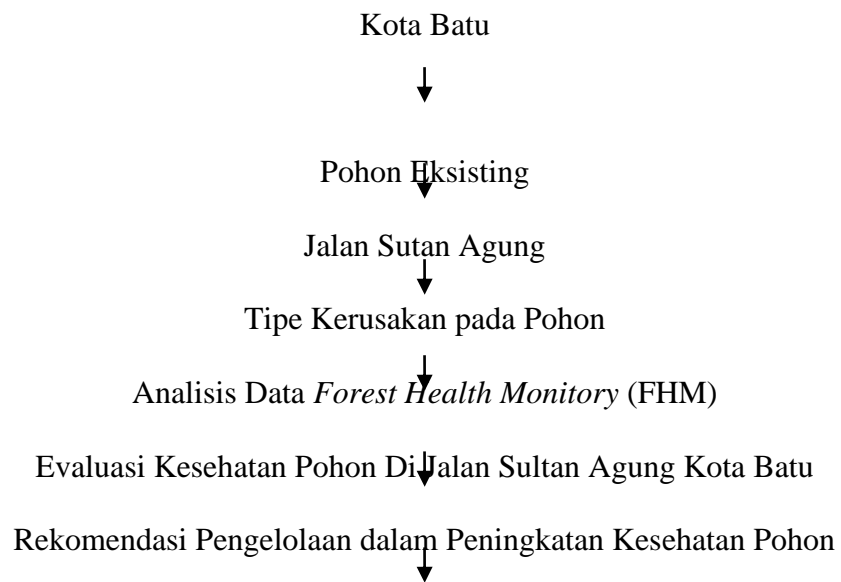 Kota Batu
Pohon Eksisting
Jalan Sutan Agung
Tipe Kerusakan pada Pohon
Analisis Data Forest Health Monitory (FHM)
Evaluasi Kesehatan Pohon Di Jalan Sultan Agung Kota Batu
Rekomendasi Pengelolaan dalam Peningkatan Kesehatan Pohon